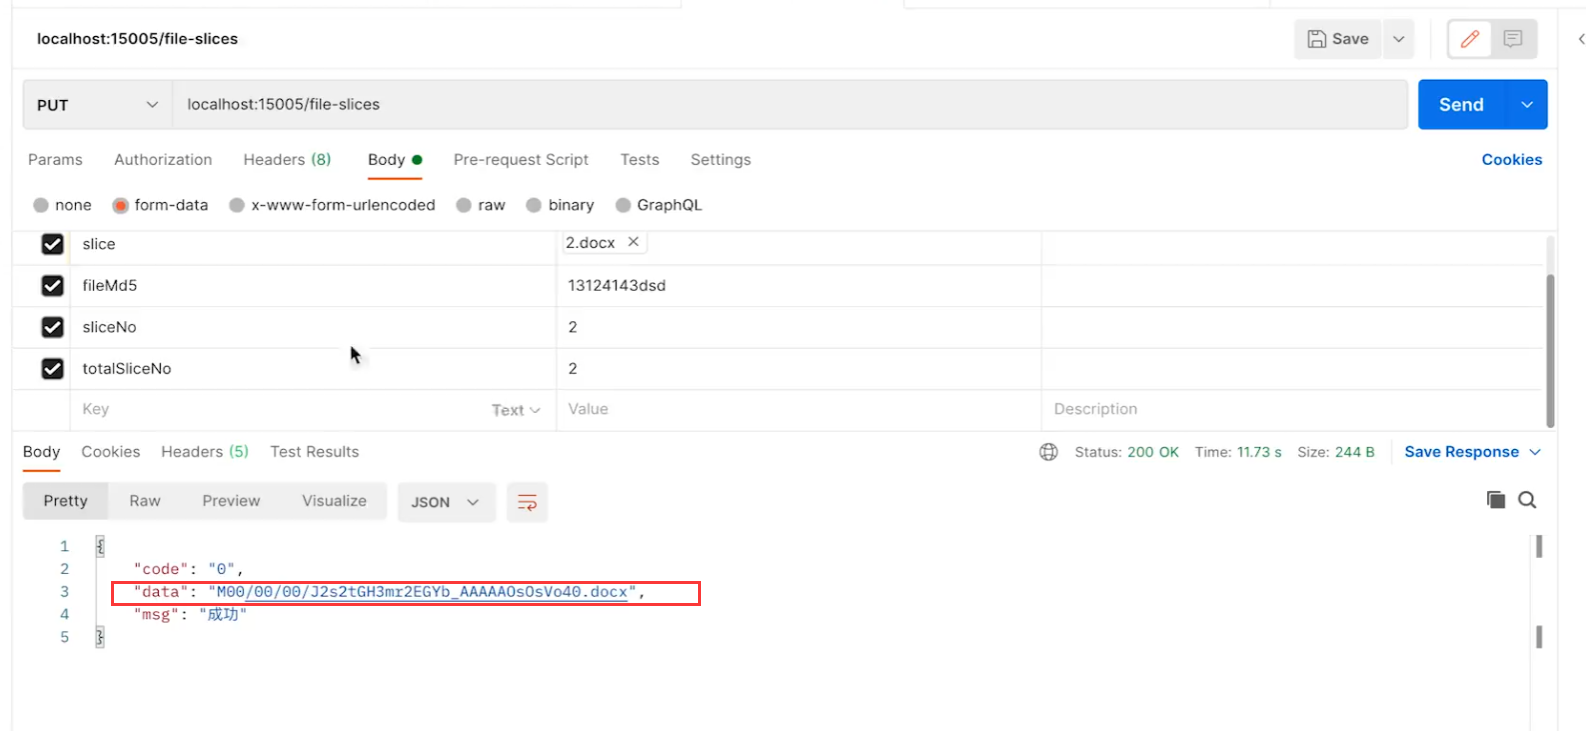 localhost:15005/file-slices
Save
PUT
localhost:15005/file-slices
Send
Params Authorization Headers (8) Body Pre-request Script Tests Settings Cookies
none form-data x-www-form-urlencoded raw binary GraphQL
slice 2.docx
fileMd5 13124143dsd
sliceNo 2
totalSliceNo 2
Key Text Value Description
Body Cookies Headers (5) Test Results Status: 200 OK Time: 11.73 s Size: 244 B Save Response
Pretty Raw Preview Visualize JSON
1 {
2 "code": "0",
3 "data": "M00/00/00/J2s2tGH3mr2EGYb_AAAAAOsOsVo40.docx",
4 "msg": "成功"
5 }